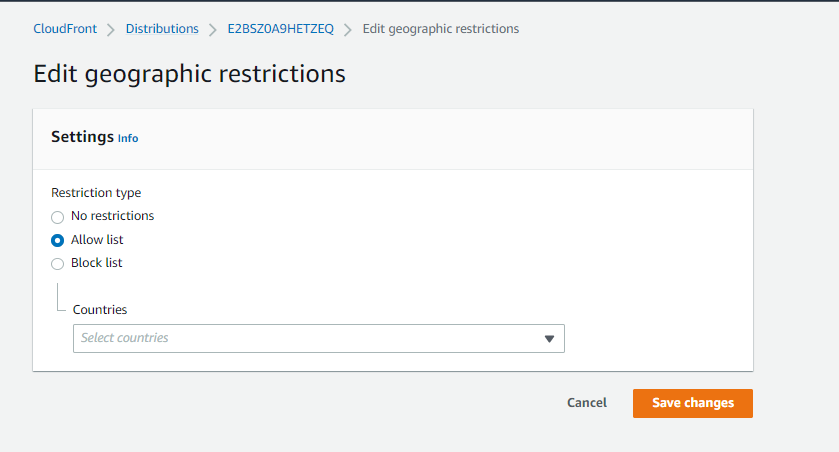 CloudFront > Distributions > E2BSZ0A9HETZEQ > Edit geographic restrictions
Edit geographic restrictions
Settings Info
Restriction type
No restrictions
Allow list
Block list
Countries
Select countries
Cancel Save changes